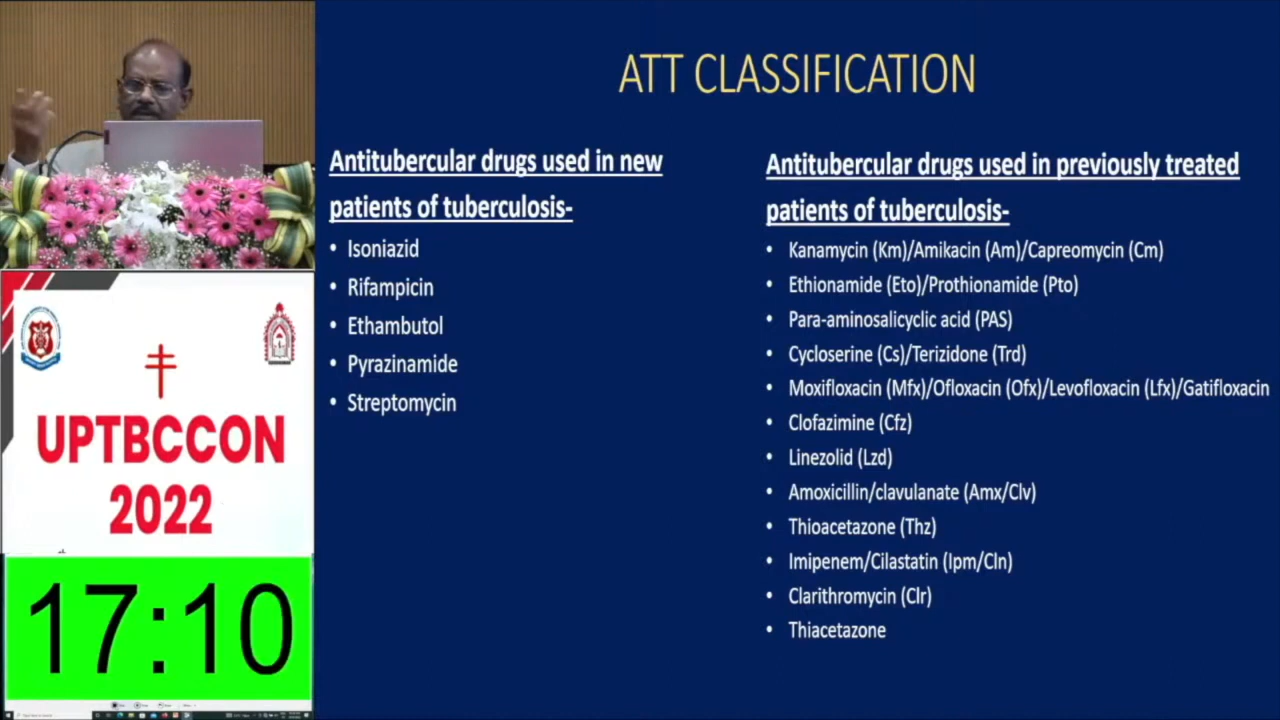 ATT CLASSIFICATION
Antitubercular drugs used in new
patients of tuberculosis-
• Isoniazid
• Rifampicin
• Ethambutol
• Pyrazinamide
• Streptomycin
Antitubercular drugs used in previously treated
patients of tuberculosis-
• Kanamycin (Km)/Amikacin (Am)/Capreomycin (Cm)
• Ethionamide (Eto)/Prothionamide (Pto)
• Para-aminosalicyclic acid (PAS)
• Cycloserine (Cs)/Terizidone (Trd)
• Moxifloxacin (Mfx)/Ofloxacin (Ofx)/Levofloxacin (Lfx)/Gatifloxacin
• Clofazimine (Cfz)
• Linezolid (Lzd)
• Amoxicillin/clavulanate (Amx/Clv)
• Thioacetazone (Thz)
• Imipenem/Cilastatin (Ipm/Cln)
• Clarithromycin (Clr)
• Thiacetazone
UPTBCCON
2022
17:10